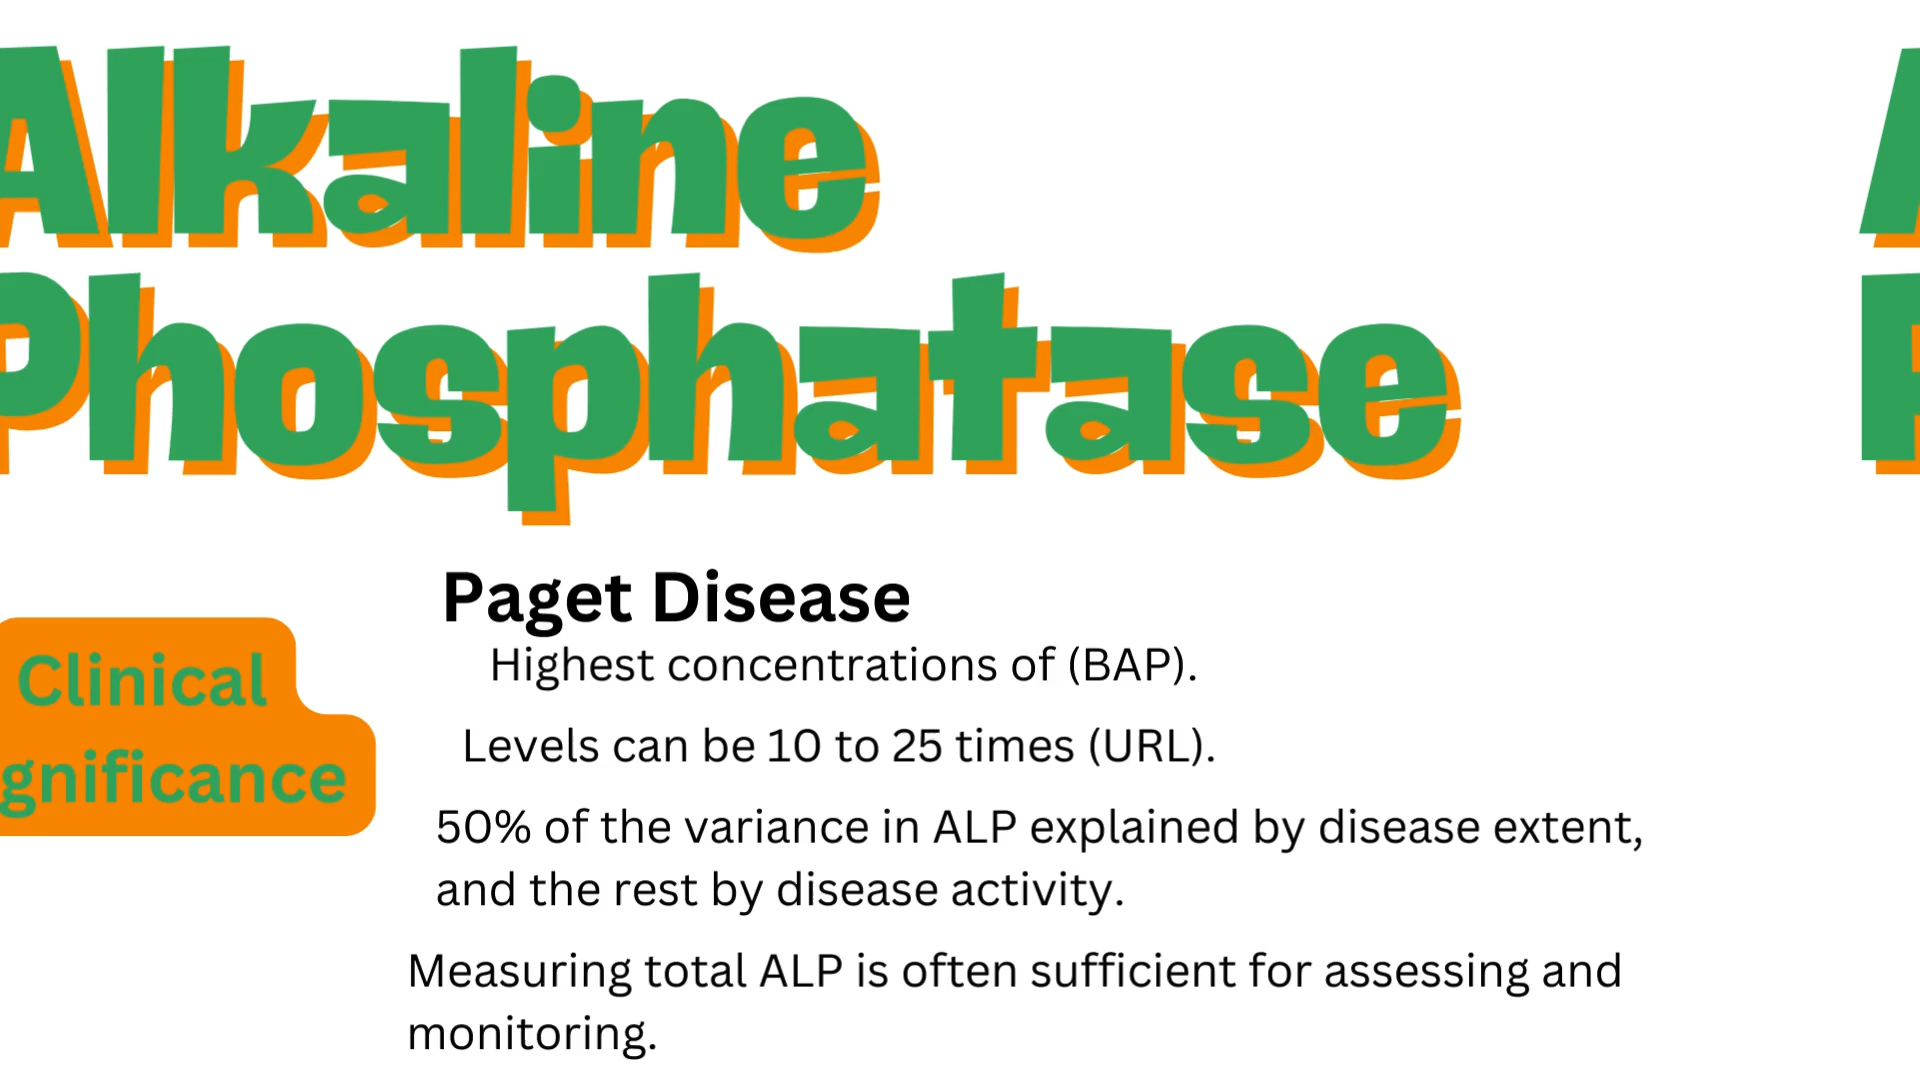 Alkaline
Phosphatase
Paget Disease
Clinical
gnificance
Highest concentrations of (BAP).
Levels can be 10 to 25 times (URL).
50% of the variance in ALP explained by disease extent,
and the rest by disease activity.
Measuring total ALP is often sufficient for assessing and
monitoring.